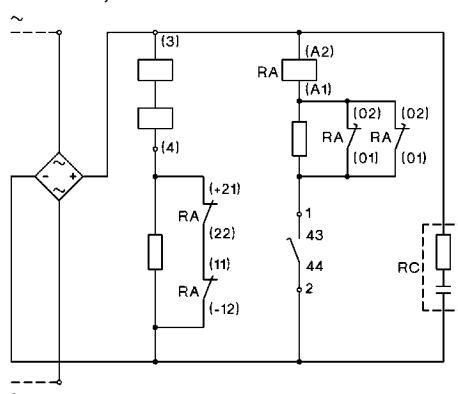 ~
(3)
(A2)
RA
(A1)
(02) (02)
RA RA
(01) (01)
(4)
~
- +
~
(+21)
RA
(22)
(11)
RA
(-12)
1
43
44
2
RC